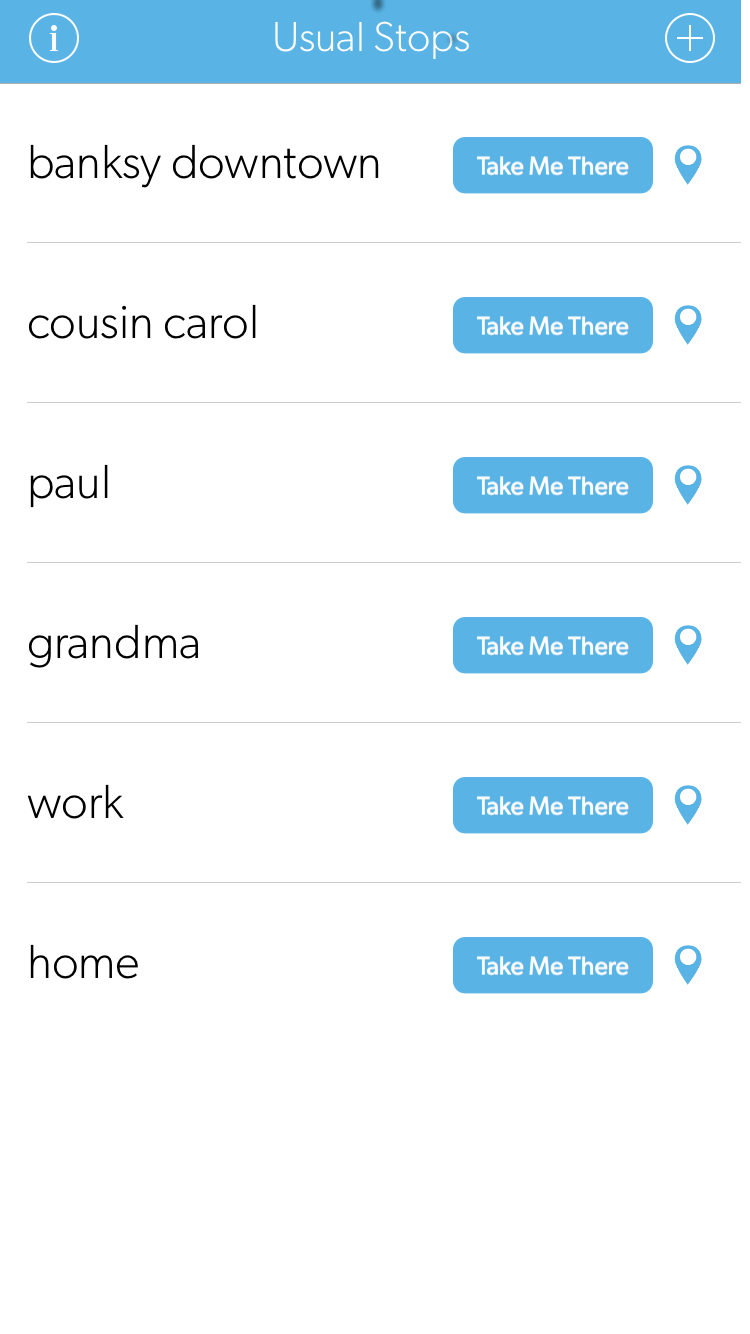 i
Usual Stops
banksy downtown
Take Me There
cousin carol
Take Me There
paul
Take Me There
grandma
Take Me There
work
Take Me There
home
Take Me There